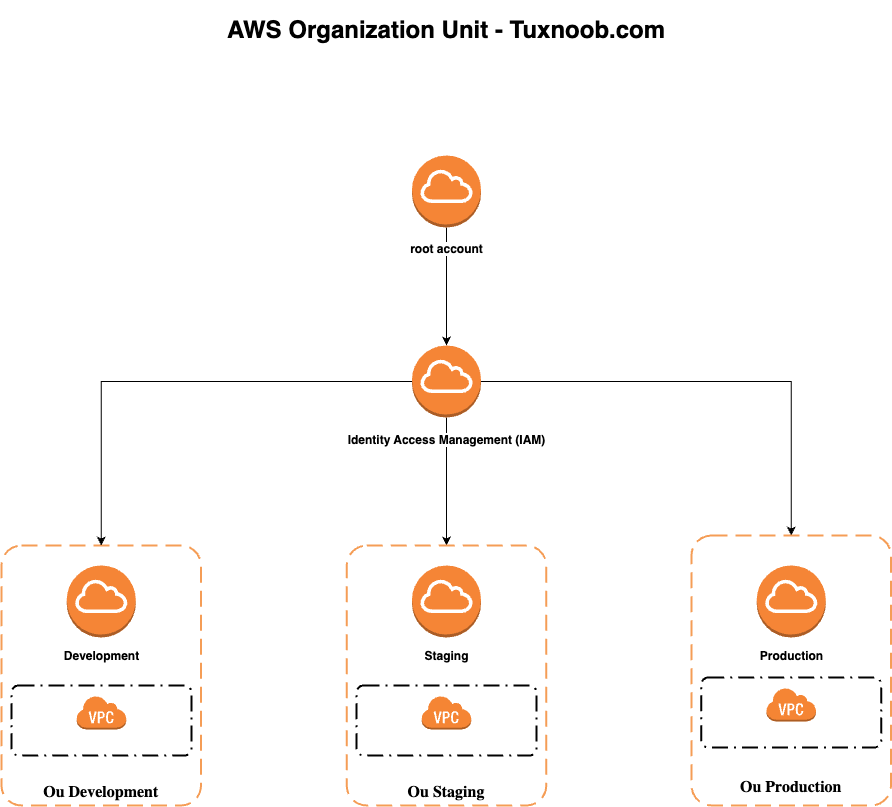 AWS Organization Unit - Tuxnoob.com
root account
Identity Access Management (IAM)
Development
Staging
Production
VPC
VPC
VPC
Ou Development
Ou Staging
Ou Production